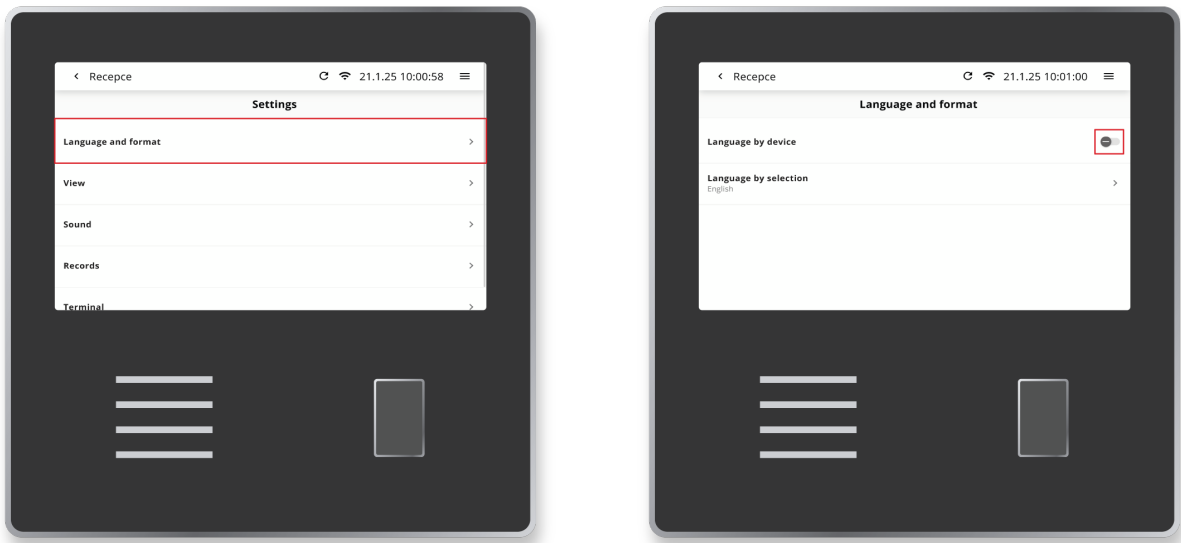 Recepce 21.1.25 10:00:58
Settings
Language and format
View
Sound
Records
Terminal
Recepce 21.1.25 10:01:00
Language and format
Language by device
Language by selection
English